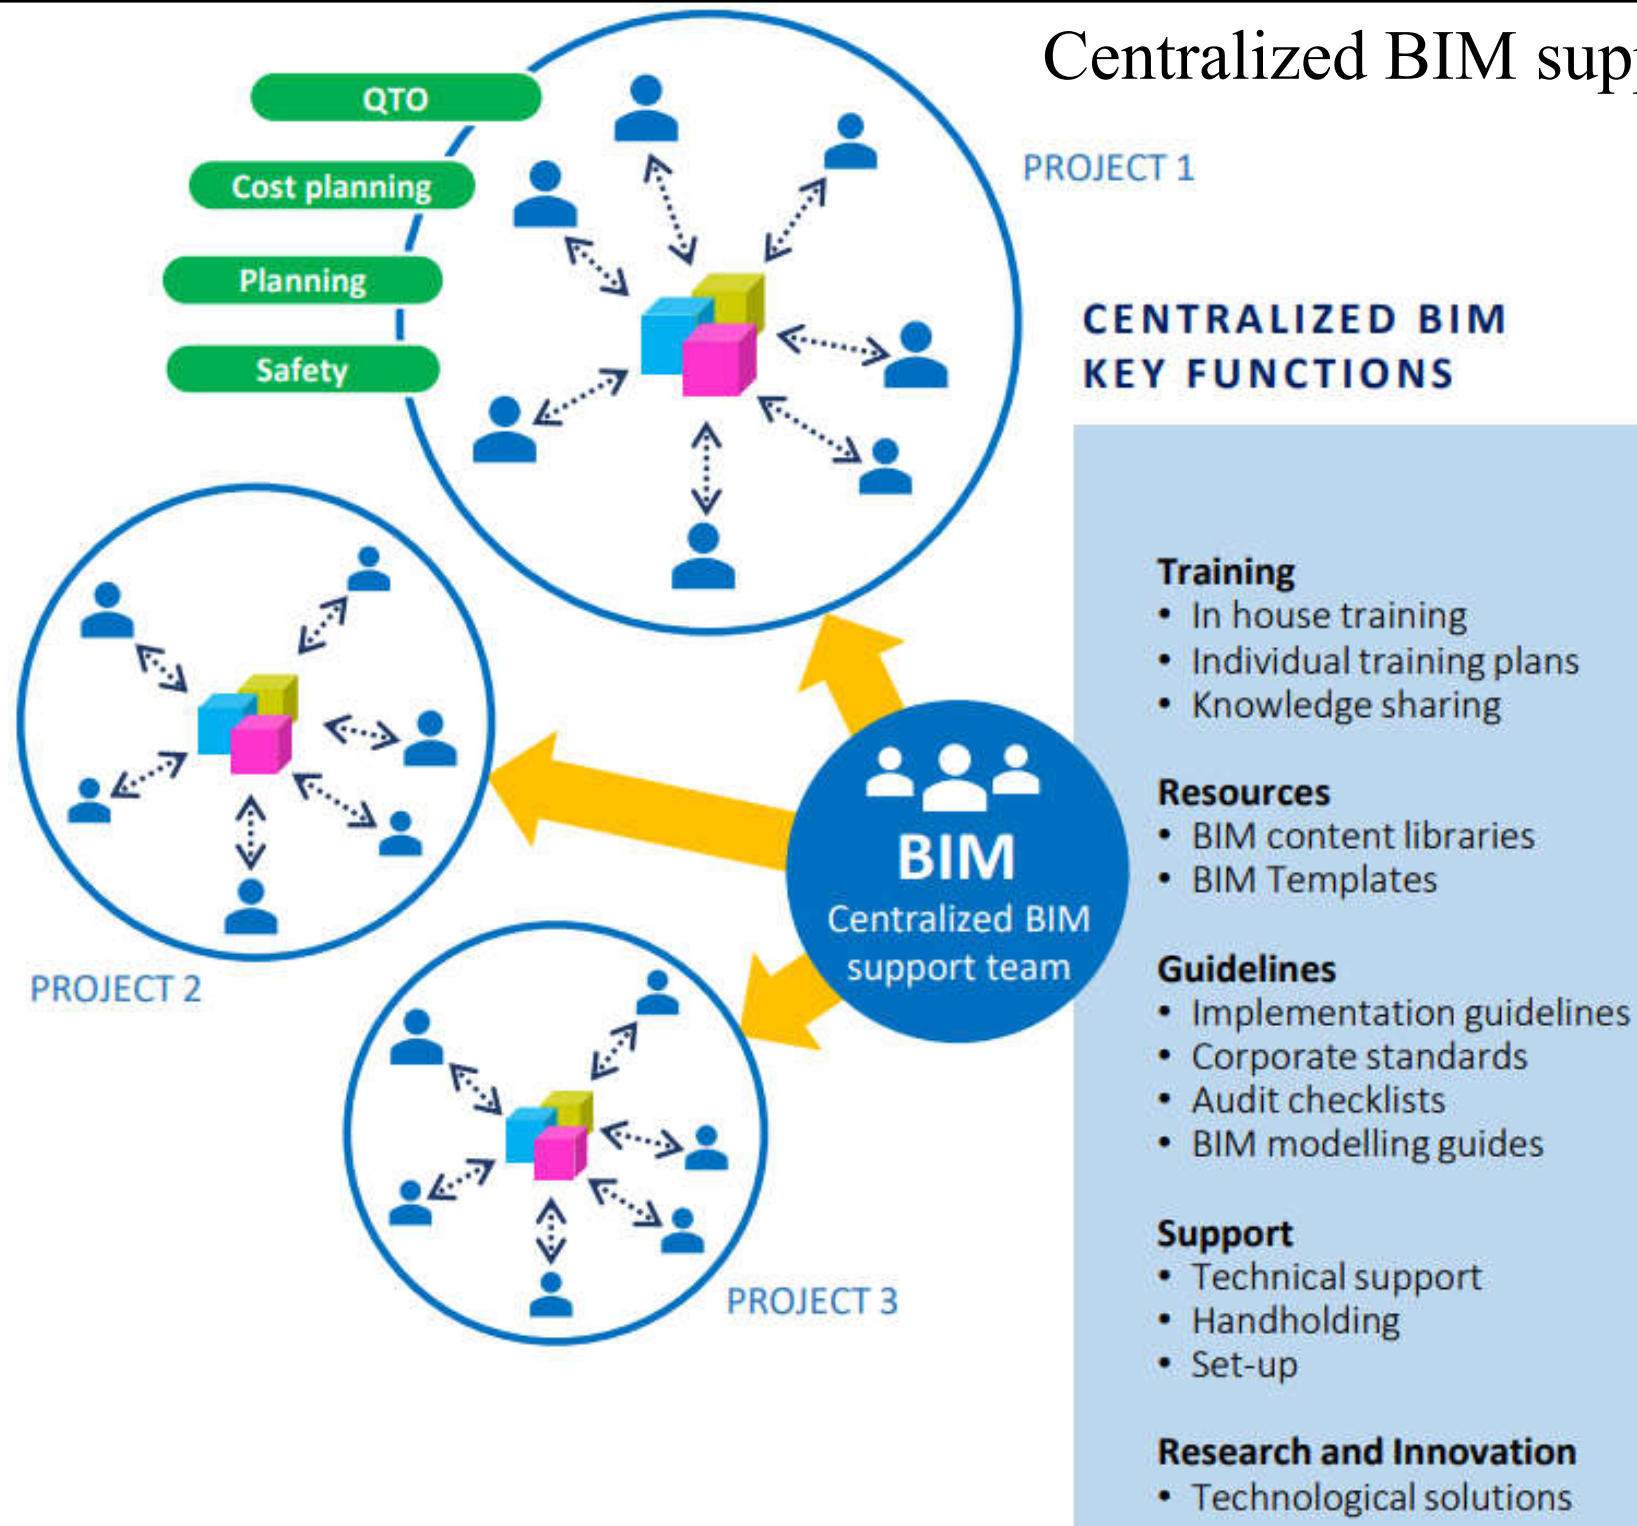 Centralized BIM supp
QTO
Cost planning
Planning
Safety
PROJECT 1
PROJECT 2
PROJECT 3
BIM
Centralized BIM
support team
CENTRALIZED BIM
KEY FUNCTIONS
Training
• In house training
• Individual training plans
• Knowledge sharing
Resources
• BIM content libraries
• BIM Templates
Guidelines
• Implementation guidelines
• Corporate standards
• Audit checklists
• BIM modelling guides
Support
• Technical support
• Handholding
• Set-up
Research and Innovation
• Technological solutions